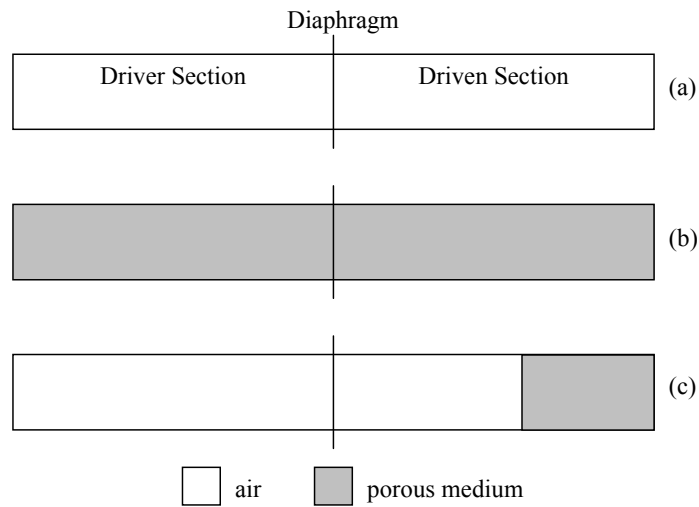 Diaphragm
Driver Section Driven Section
(a)
(b)
(c)
air porous medium